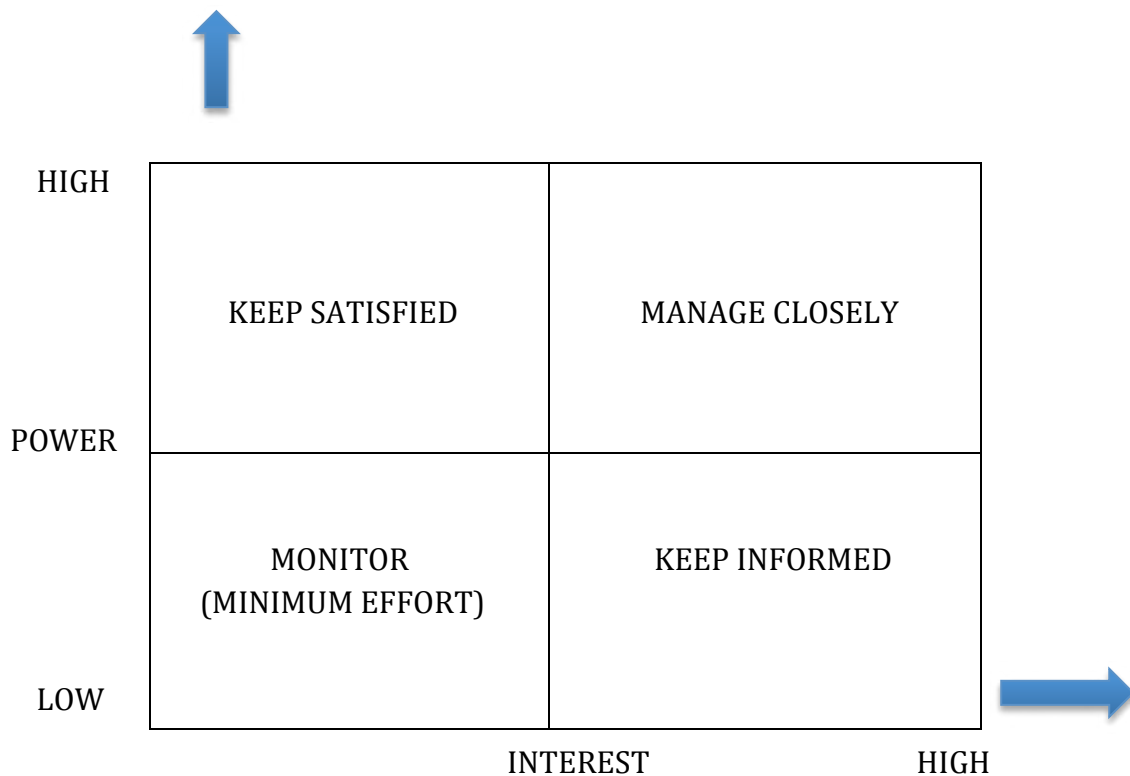 HIGH
KEEP SATISFIED
MANAGE CLOSELY
POWER
MONITOR
(MINIMUM EFFORT)
KEEP INFORMED
LOW
INTEREST
HIGH